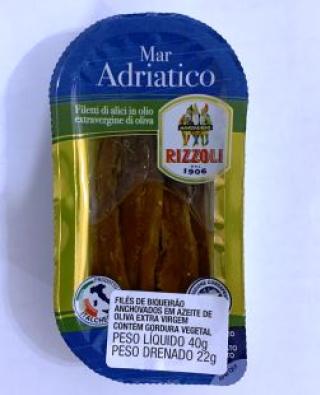 Mar
Adriatico
Filetti di alici in olio
extravergine di oliva
RIZZOLI
DAL
1906
FILÉS DE BIQUEIRÃO
ANCHOVADOS EM AZEITE DE
OLIVA EXTRA VIRGEM
CONTÉM GORDURA VEGETAL
PESO LÍQUIDO 40g
PESO DRENADO 22g